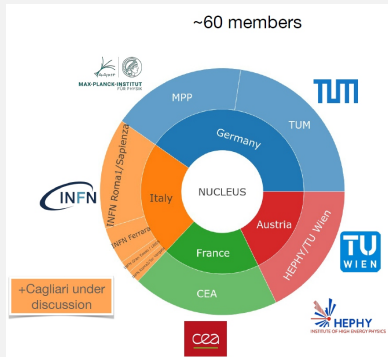 ~60 members
MAX-PLANCK-INSTITUT
FÜR PHYSIK
TUM
MPP
TUM
Germany
INFN Roma1/Sapienza
INFN
Italy
NUCLEUS
Austria
HEPHY/TU Wien
INFN Ferrara
France
TU
WIEN
CEA
+Cagliari under
discussion
cea
HEPHY
INSTITUTE OF HIGH ENERGY PHYSICS